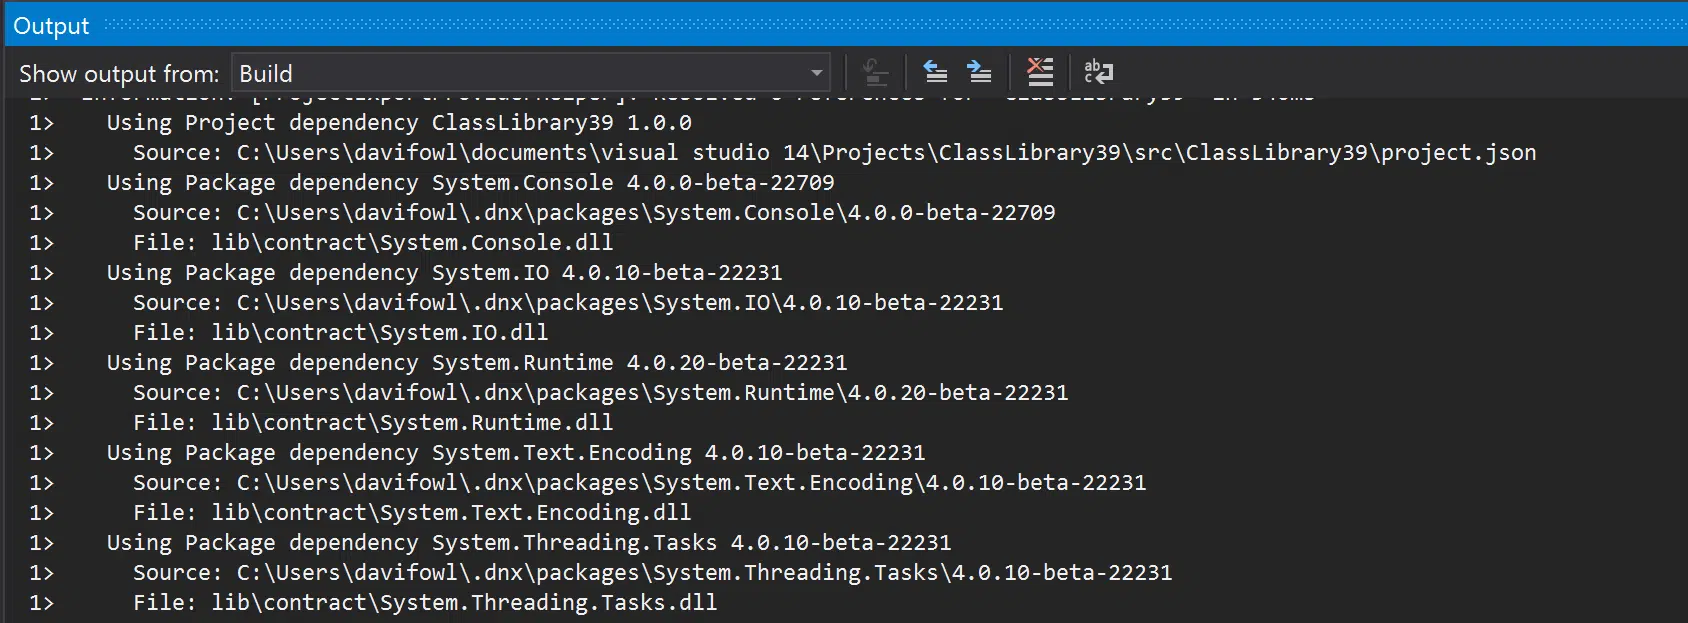 Output
Show output from: Build
1> Using Project dependency ClassLibrary39 1.0.0
1> Source: C:\Users\davifowl\documents\visual studio 14\Projects\ClassLibrary39\src\ClassLibrary39\project.json
1> Using Package dependency System.Console 4.0.0-beta-22709
1> Source: C:\Users\davifowl\.dnx\packages\System.Console\4.0.0-beta-22709
1> File: lib\contract\System.Console.dll
1> Using Package dependency System.IO 4.0.10-beta-22231
1> Source: C:\Users\davifowl\.dnx\packages\System.IO\4.0.10-beta-22231
1> File: lib\contract\System.IO.dll
1> Using Package dependency System.Runtime 4.0.20-beta-22231
1> Source: C:\Users\davifowl\.dnx\packages\System.Runtime\4.0.20-beta-22231
1> File: lib\contract\System.Runtime.dll
1> Using Package dependency System.Text.Encoding 4.0.10-beta-22231
1> Source: C:\Users\davifowl\.dnx\packages\System.Text.Encoding\4.0.10-beta-22231
1> File: lib\contract\System.Text.Encoding.dll
1> Using Package dependency System.Threading.Tasks 4.0.10-beta-22231
1> Source: C:\Users\davifowl\.dnx\packages\System.Threading.Tasks\4.0.10-beta-22231
1> File: lib\contract\System.Threading.Tasks.dll